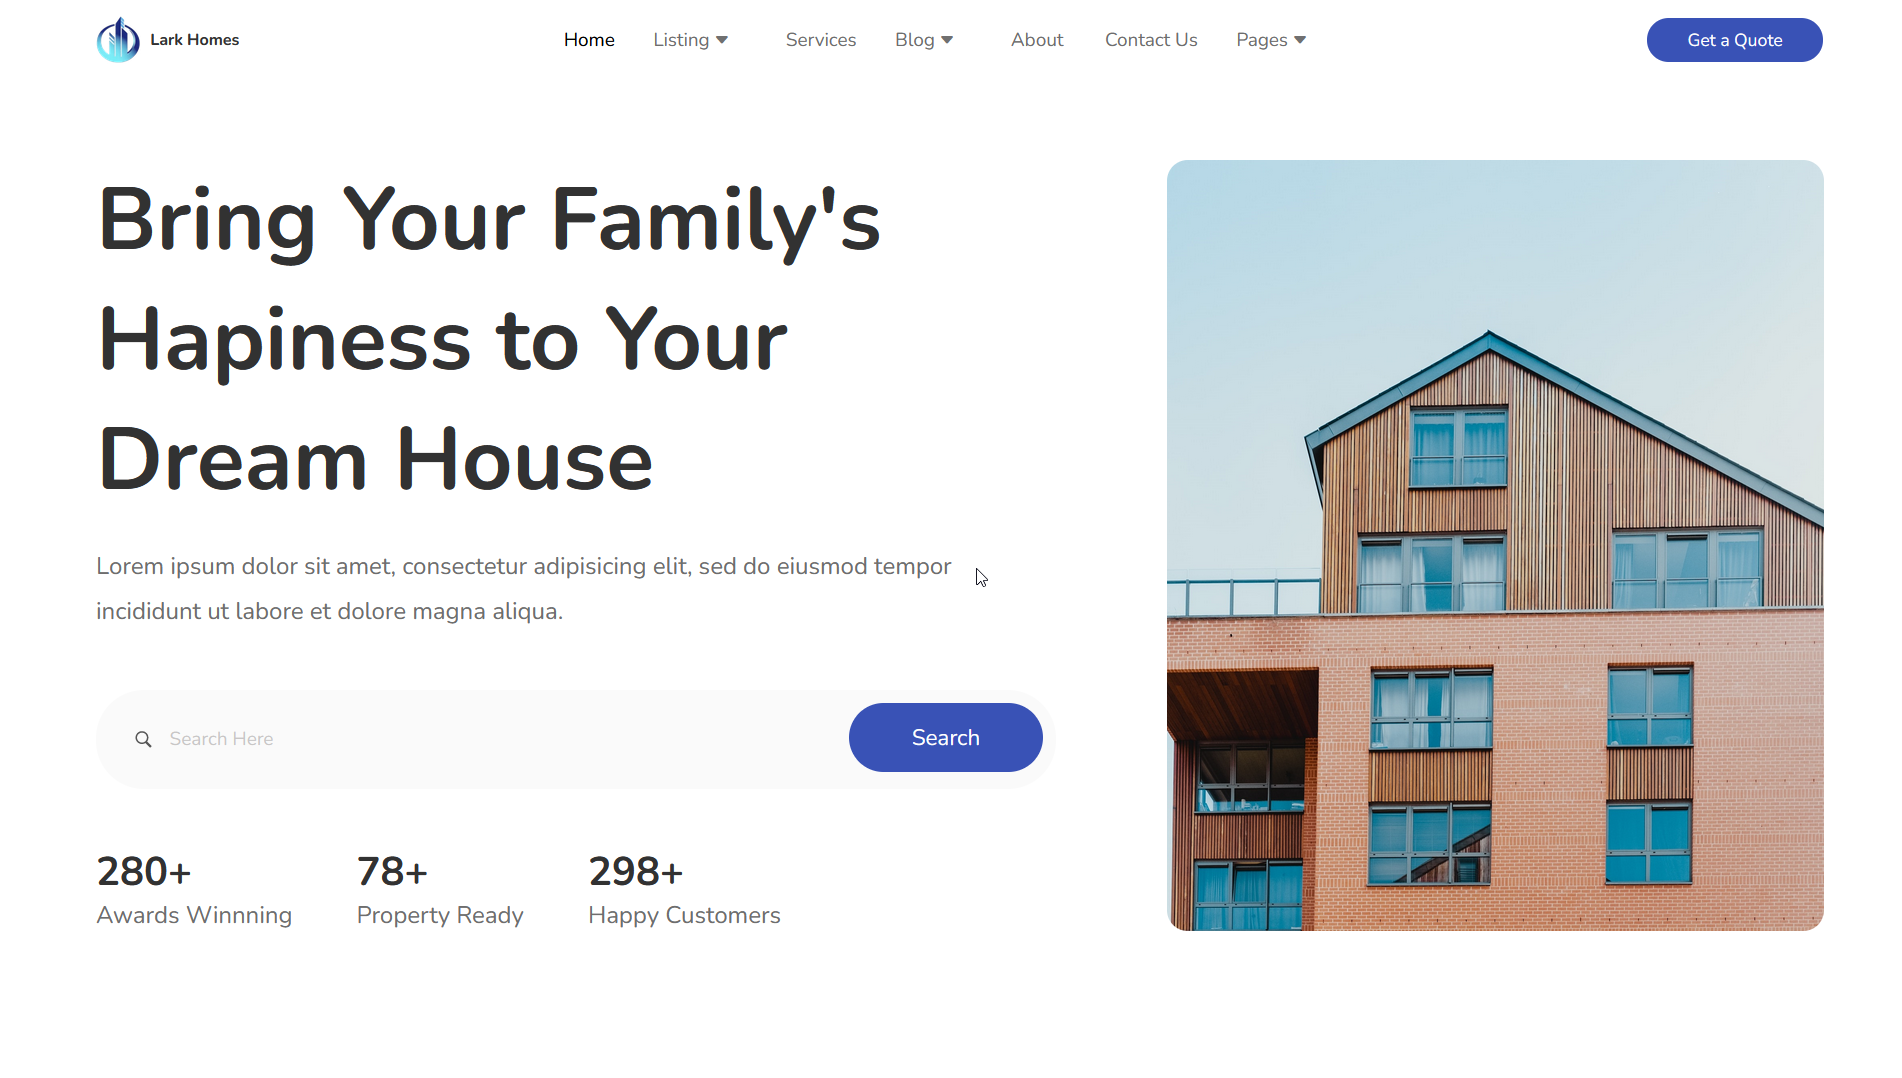 Lark Homes
Home Listing Services Blog About Contact Us Pages
Get a Quote
Bring Your Family's
Hapiness to Your
Dream House
Lorem ipsum dolor sit amet, consectetur adipisicing elit, sed do eiusmod tempor
incididunt ut labore et dolore magna aliqua.
Search Here
Search
280+
Awards Winnning
78+
Property Ready
298+
Happy Customers